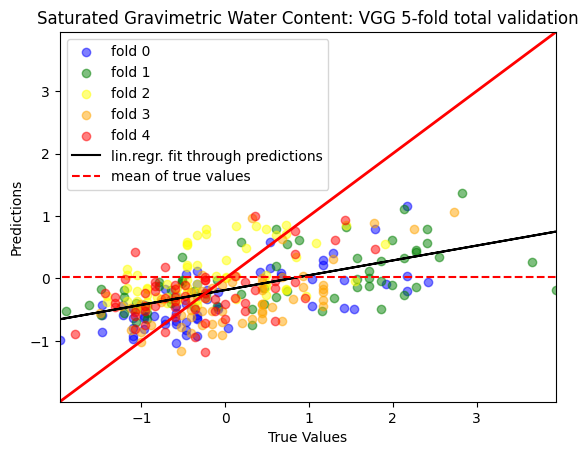 Saturated Gravimetric Water Content: VGG 5-fold total validation
fold 0
fold 1
fold 2
fold 3
fold 4
lin.regr. fit through predictions
mean of true values
Predictions
3
2
1
0
−1
−1 0 1 2 3
True Values